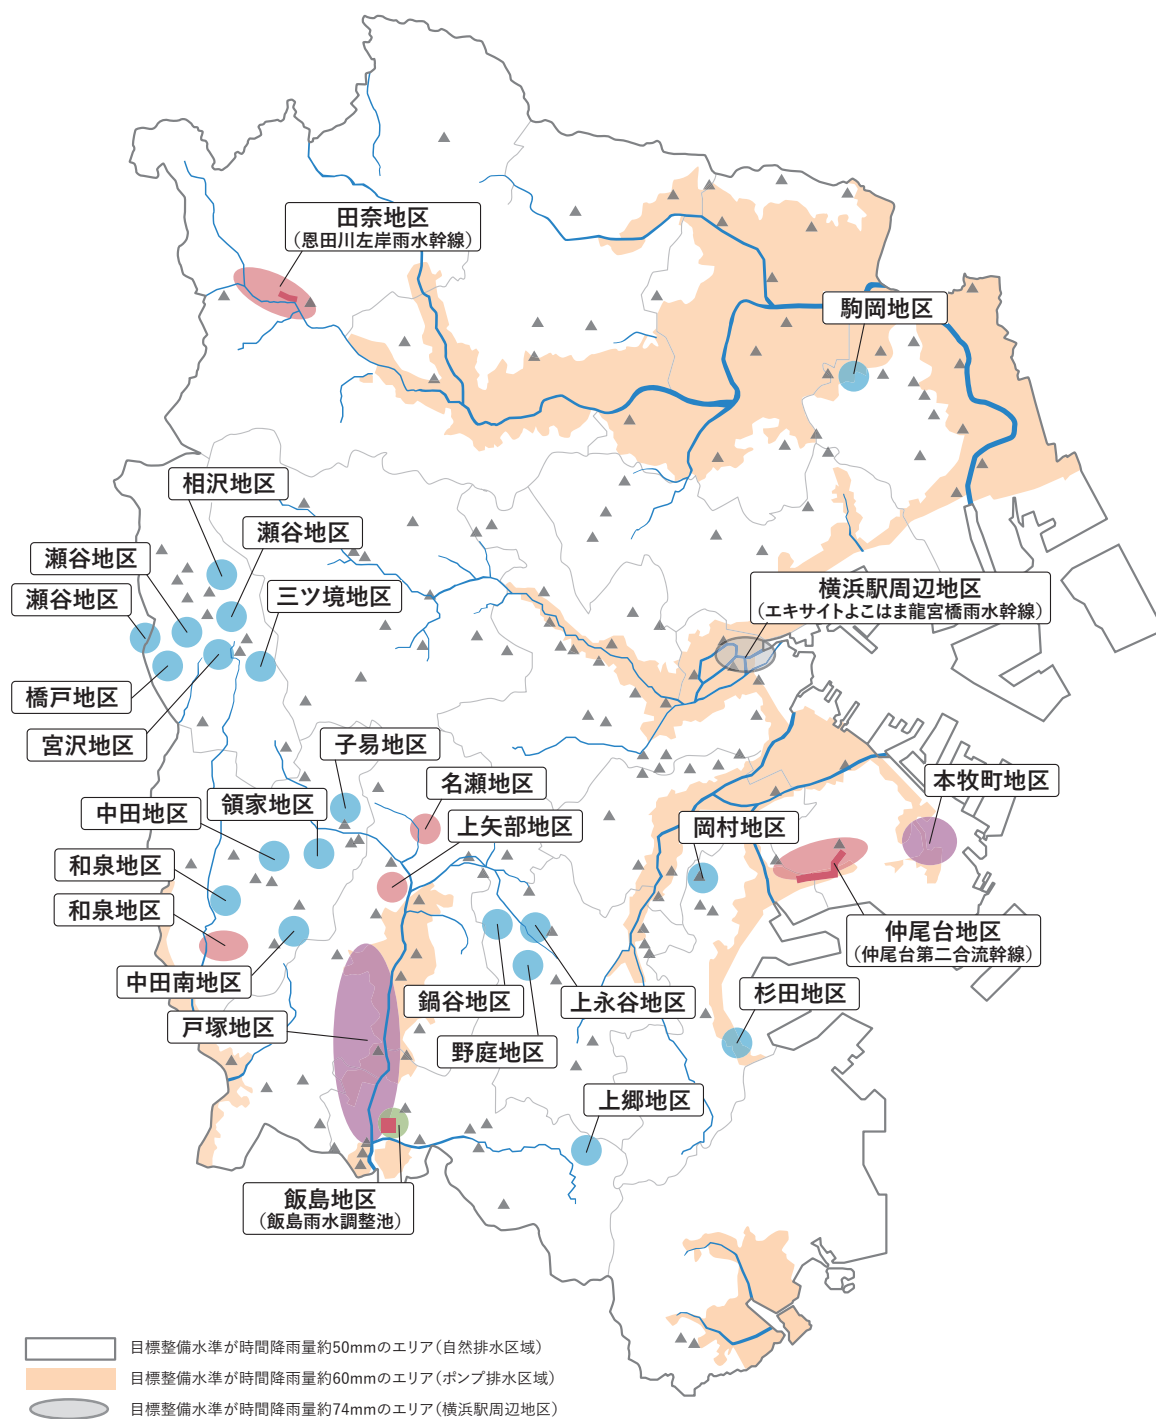 田奈地区
（恩田川左岸雨水幹線）
駒岡地区
相沢地区
瀬谷地区
瀬谷地区
瀬谷地区
三ツ境地区
横浜駅周辺地区
（エキサイトよこはま龍宮橋雨水幹線）
橋戸地区
宮沢地区
子易地区
名瀬地区
本牧町地区
領家地区
中田地区
上矢部地区
岡村地区
和泉地区
和泉地区
仲尾台地区
（仲尾台第二合流幹線）
中田南地区
鍋谷地区
上永谷地区
杉田地区
戸塚地区
野庭地区
上郷地区
飯島地区
（飯島雨水調整池）
目標整備水準が時間降雨量約50mmのエリア（自然排水区域）
目標整備水準が時間降雨量約60mmのエリア（ポンプ排水区域）
目標整備水準が時間降雨量約74mmのエリア（横浜駅周辺地区）